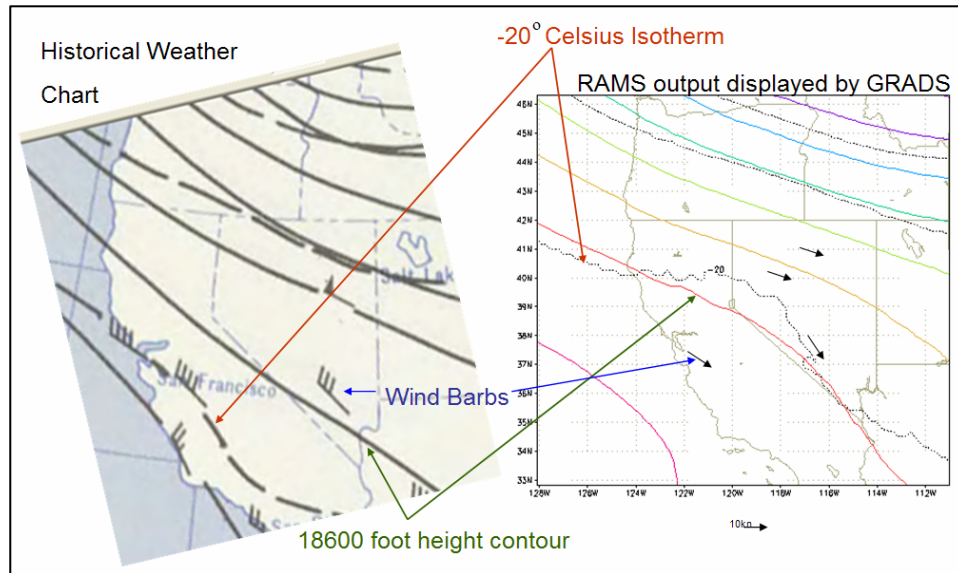 -20° Celsius Isotherm
Historical Weather
Chart
RAMS output displayed by GRADS
46N
45N
44N
43N
42N
41N
40N
39N
38N
37N
36N
35N
34N
33N
-20
Salt Lake
San Francisco
Wind Barbs
San
128W
126W
124W
122W
120W
118W
116W
114W
112W
10kn
18600 foot height contour